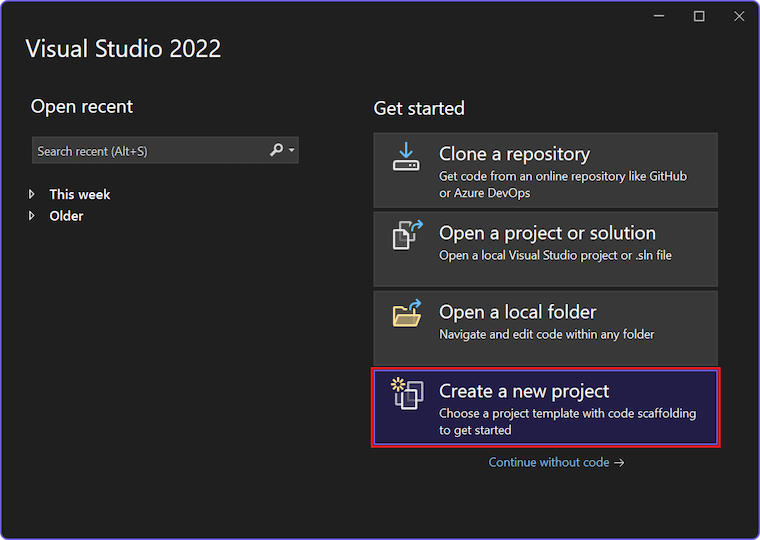 Visual Studio 2022
Open recent
Search recent (Alt+S)
This week
Older
Get started
Clone a repository
Get code from an online repository like GitHub
or Azure DevOps
Open a project or solution
Open a local Visual Studio project or .sln file
Open a local folder
Navigate and edit code within any folder
Create a new project
Choose a project template with code scaffolding
to get started
Continue without code →